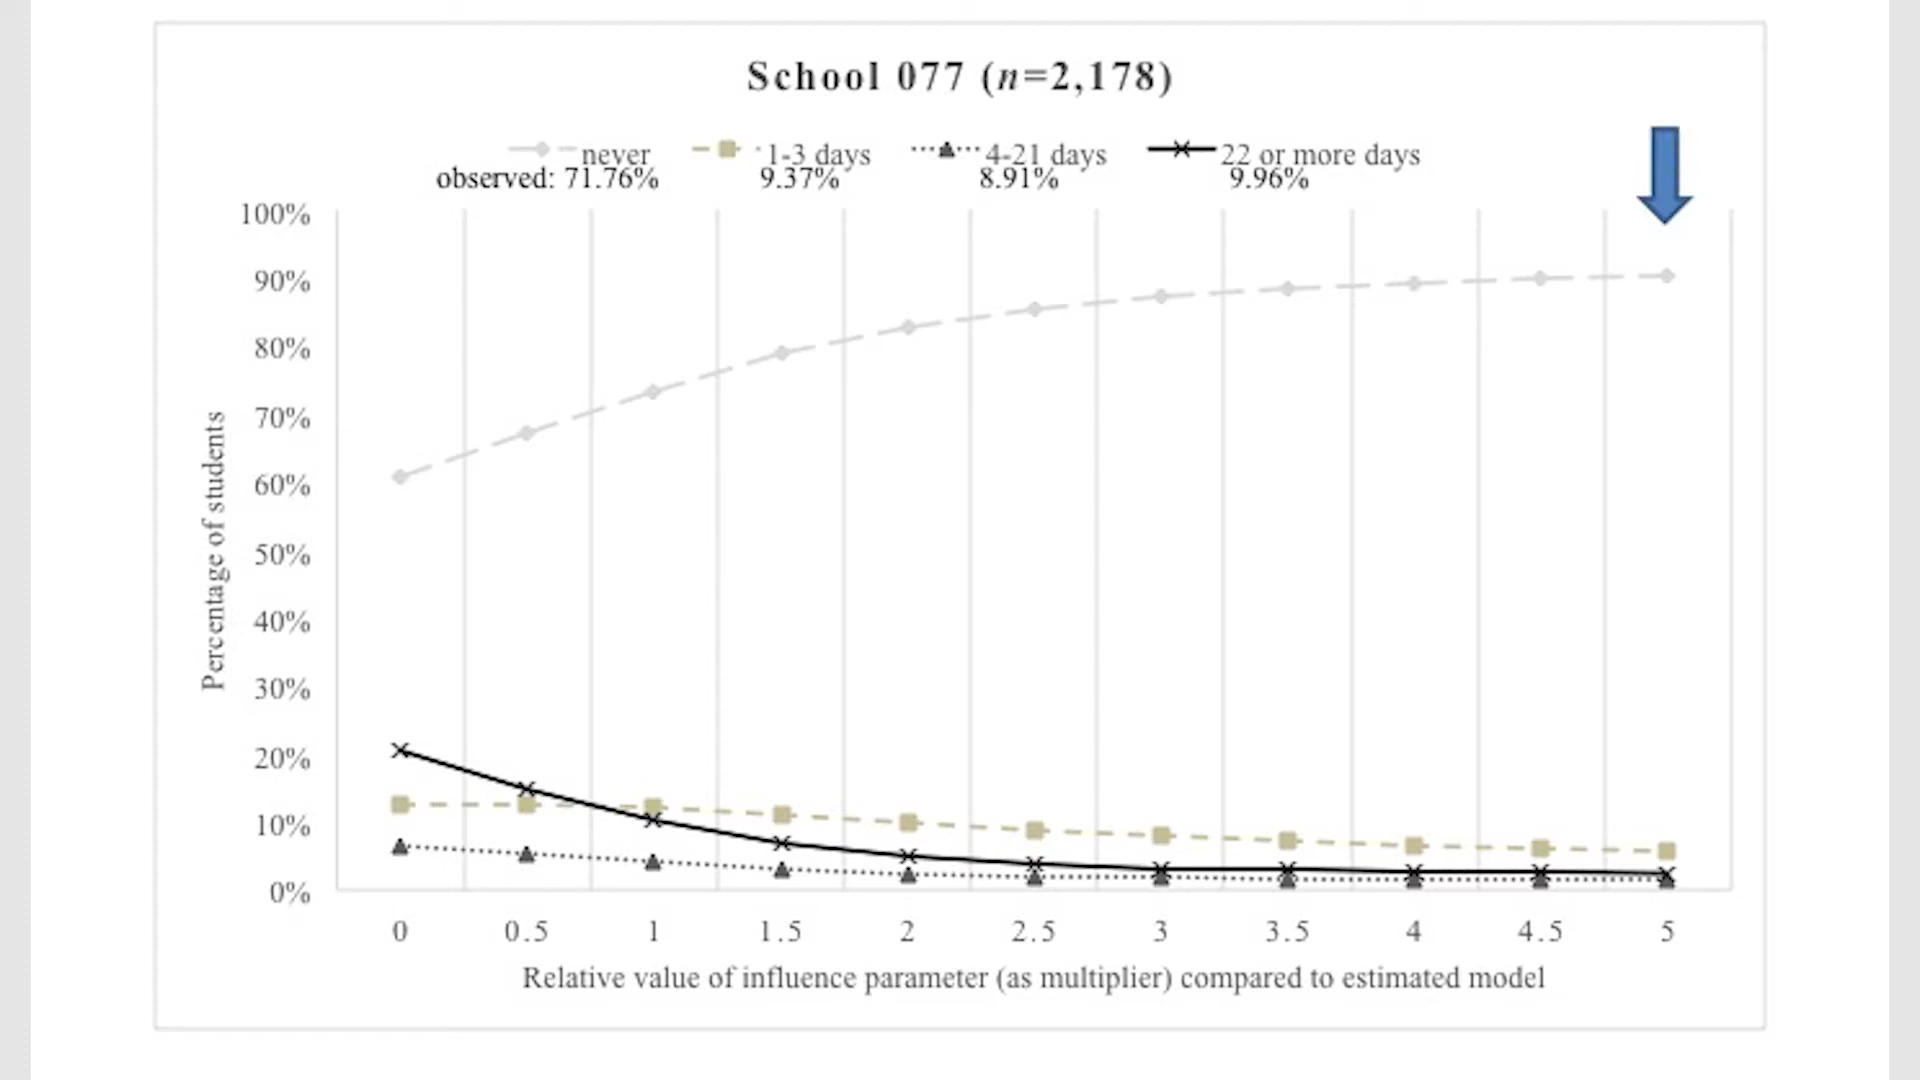 School 077 (n=2,178)
never 1-3 days 4-21 days 22 or more days
observed: 71.76% 9.37% 8.91% 9.96%
100%
90%
80%
70%
60%
50%
40%
30%
20%
10%
0%
Percentage of students
0 0.5 1 1.5 2 2.5 3 3.5 4 4.5 5
Relative value of influence parameter (as multiplier) compared to estimated model